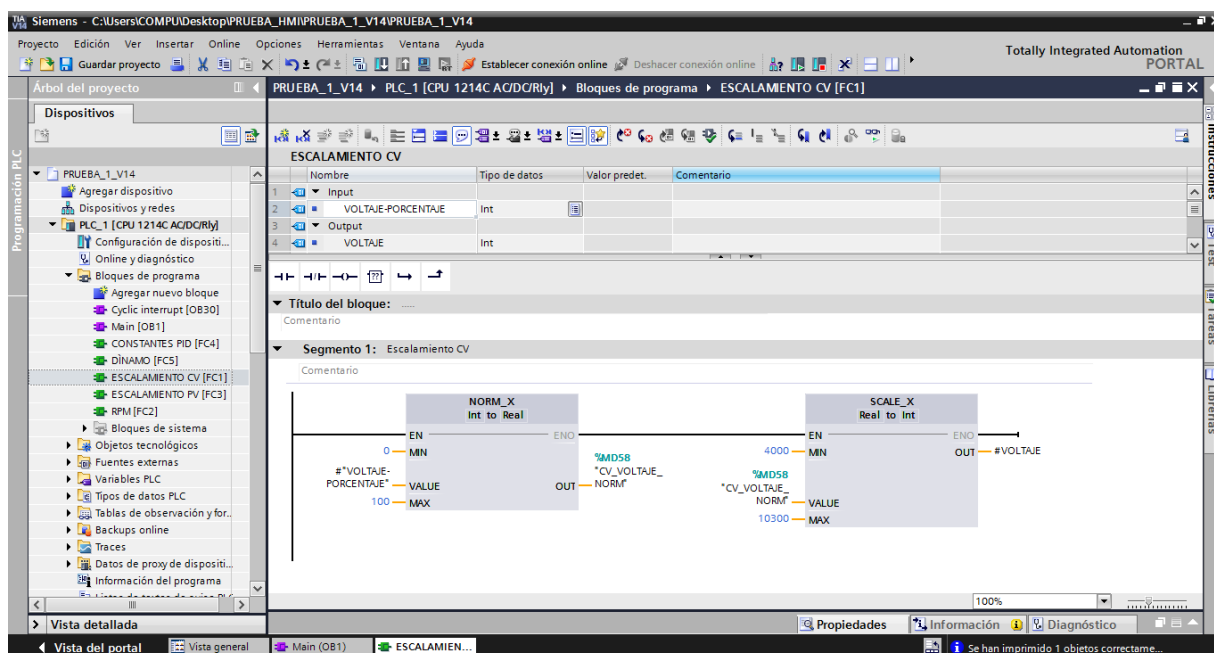 Siemens - C:\Users\COMPU\Desktop\PRUEBA_HMI\PRUEBA_1_V14\PRUEBA_1_V14
Proyecto Edición Ver Insertar Online Opciones Herramientas Ventana Ayuda
Totally Integrated Automation
PORTAL
Guardar proyecto
Establecer conexión online
Deshacer conexión online
Árbol del proyecto
PRUEBA_1_V14 PLC_1 [CPU 1214C AC/DC/Rly] Bloques de programa ESCALAMIENTO CV [FC1]
Dispositivos
Programación PLC
PRUEBA_1_V14
Agregar dispositivo
Dispositivos y redes
PLC_1 [CPU 1214C AC/DC/Rly]
Configuración de dispositi...
Online y diagnóstico
Bloques de programa
Agregar nuevo bloque
Cyclic interrupt [OB30]
Main [OB1]
CONSTANTES PID [FC4]
DÌNAMO [FC5]
ESCALAMIENTO CV [FC1]
ESCALAMIENTO PV [FC3]
RPM [FC2]
Bloques de sistema
Objetos tecnológicos
Fuentes externas
Variables PLC
Tipos de datos PLC
Tablas de observación y for..
Backups online
Traces
Datos de proxy de dispositi...
Información del programa
Vista detallada
ESCALAMIENTO CV
Nombre Tipo de datos Valor predet. Comentario
1 Input
2 VOLTAJE-PORCENTAJE Int
3 Output
4 VOLTAJE Int
Título del bloque: .....
Comentario
Segmento 1: Escalamiento CV
Comentario
NORM_X
Int to Real
EN ENO
0 MIN
#"VOLTAJE-
PORCENTAJE" VALUE
100 MAX
%MD58
"CV_VOLTAJE_
NORM"
OUT
SCALE_X
Real to Int
EN ENO
4000 MIN
OUT #VOLTAJE
%MD58
"CV_VOLTAJE_
NORM"
VALUE
10300 MAX
100%
Propiedades Información Diagnóstico
Instrucciones
Test
Tareas
Librerías
Vista del portal Vista general Main (OB1) ESCALAMIEN...
Se han imprimido 1 objetos correctame...